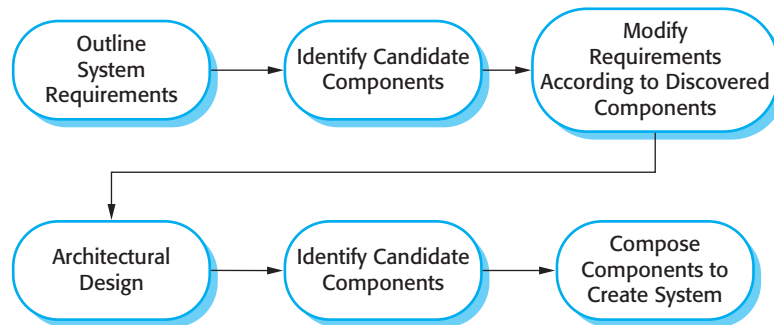 Outline
System
Requirements
Identify Candidate
Components
Modify
Requirements
According to Discovered
Components
Architectural
Design
Identify Candidate
Components
Compose
Components to
Create System